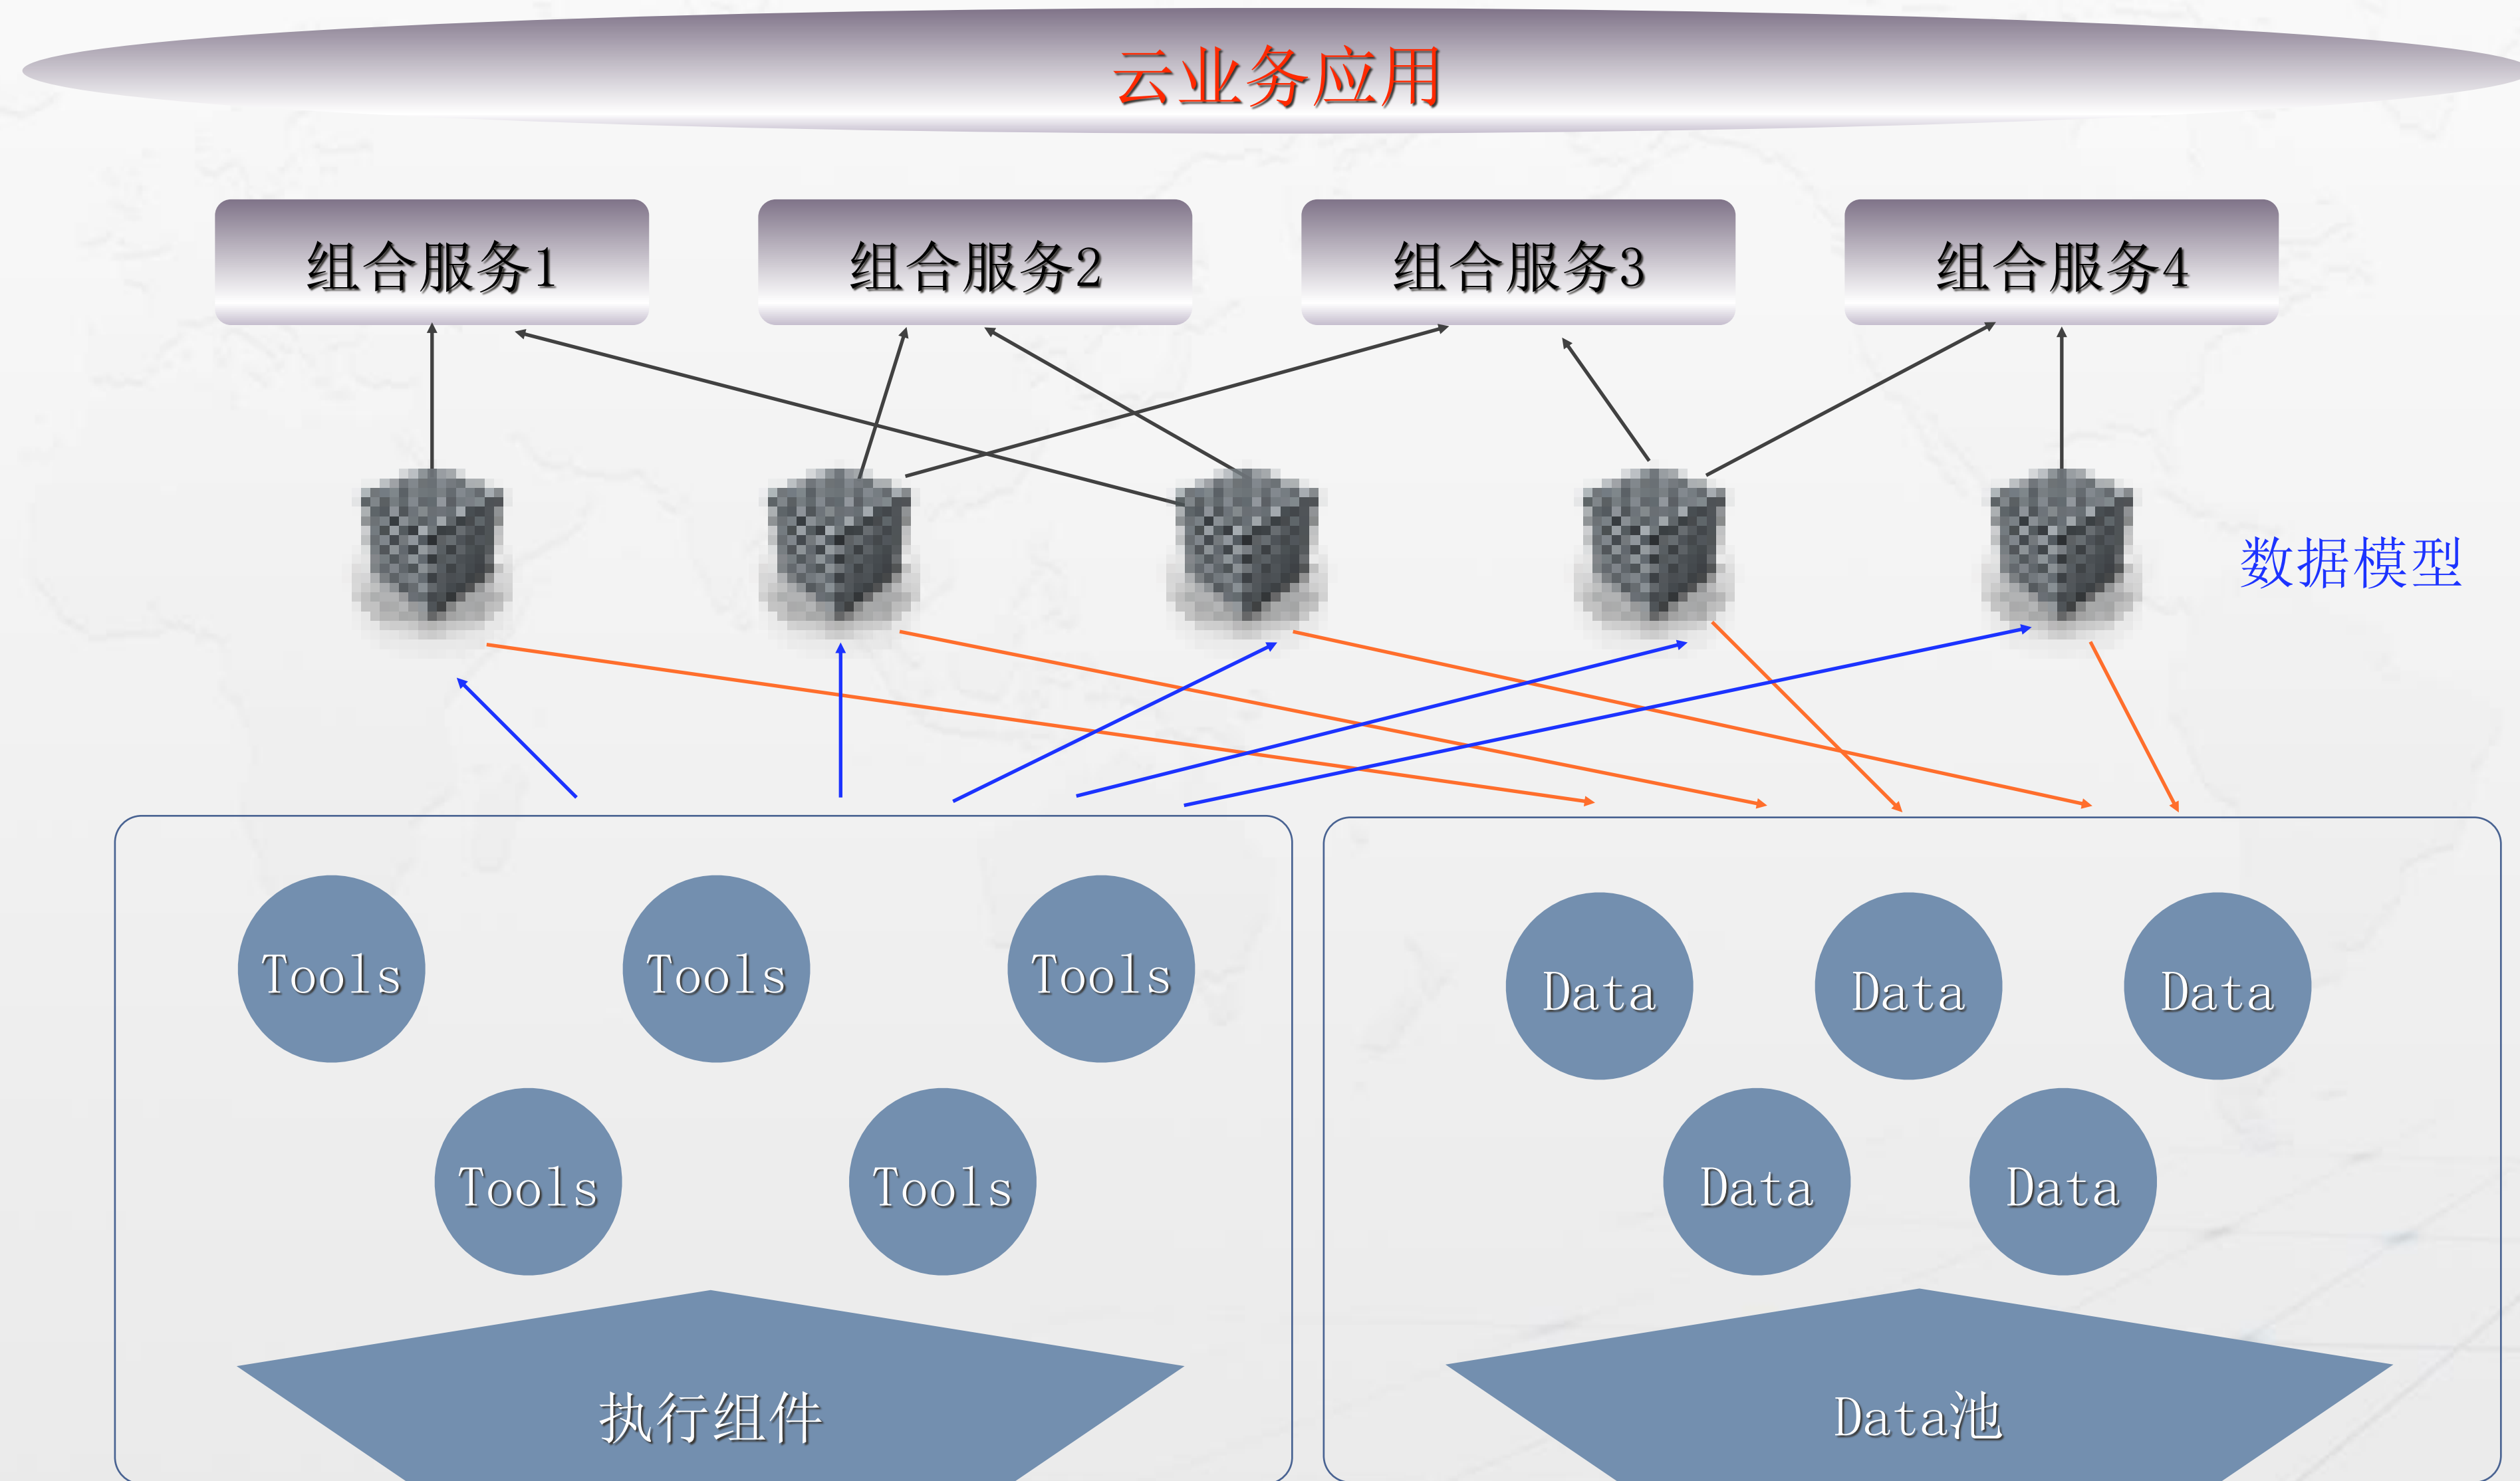 云业务应用
组合服务1
组合服务2
组合服务3
组合服务4
数据模型
Tools
Tools
Tools
Data
Data
Data
Tools
Tools
Data
Data
执行组件
Data池